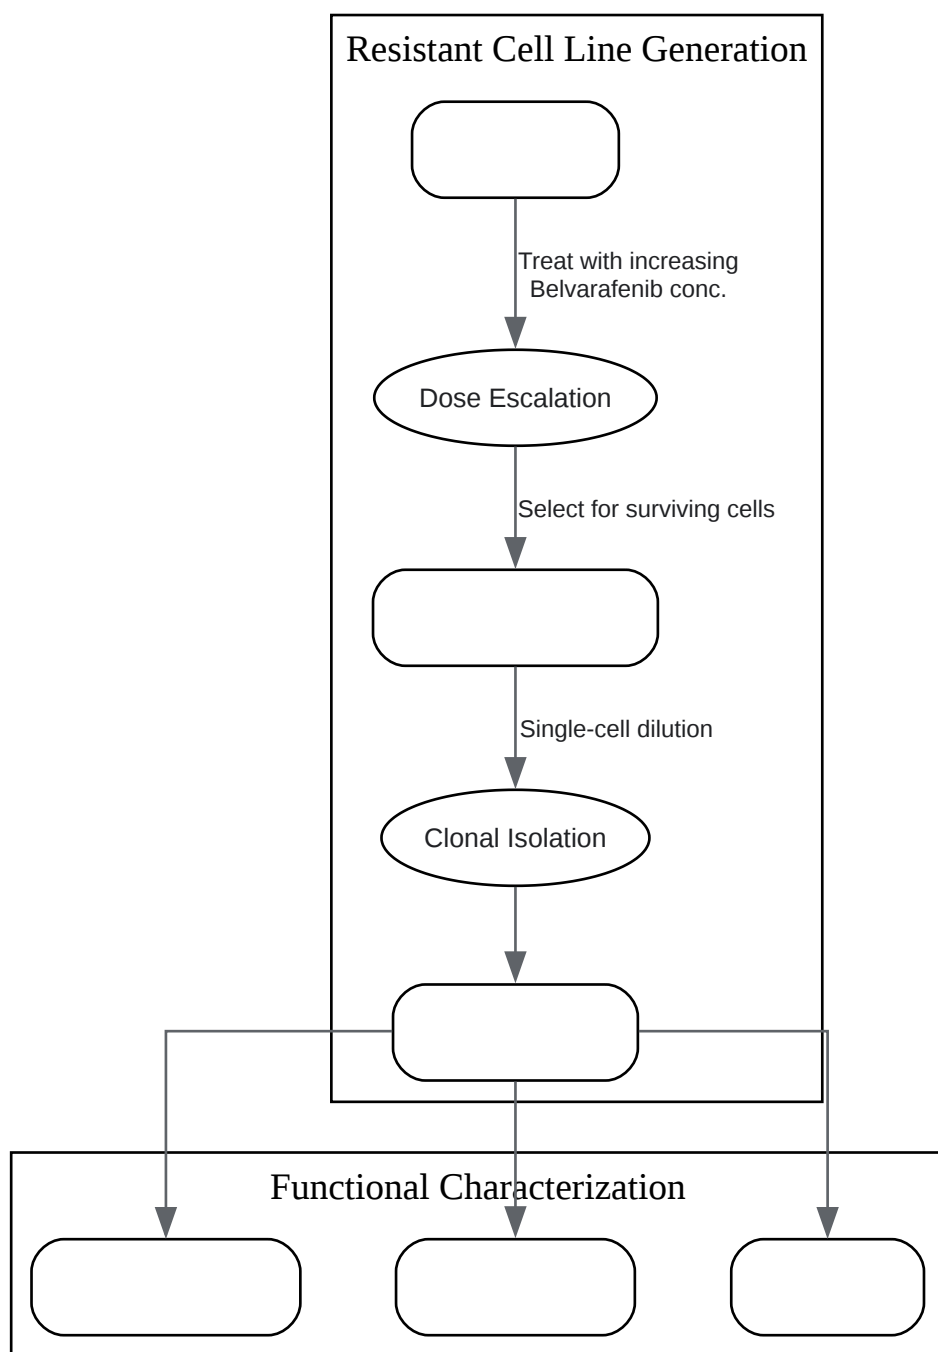 Resistant Cell Line Generation
Treat with increasing
Belvarafenib conc.
Dose Escalation
Select for surviving cells
Single-cell dilution
Clonal Isolation
Functional Characterization